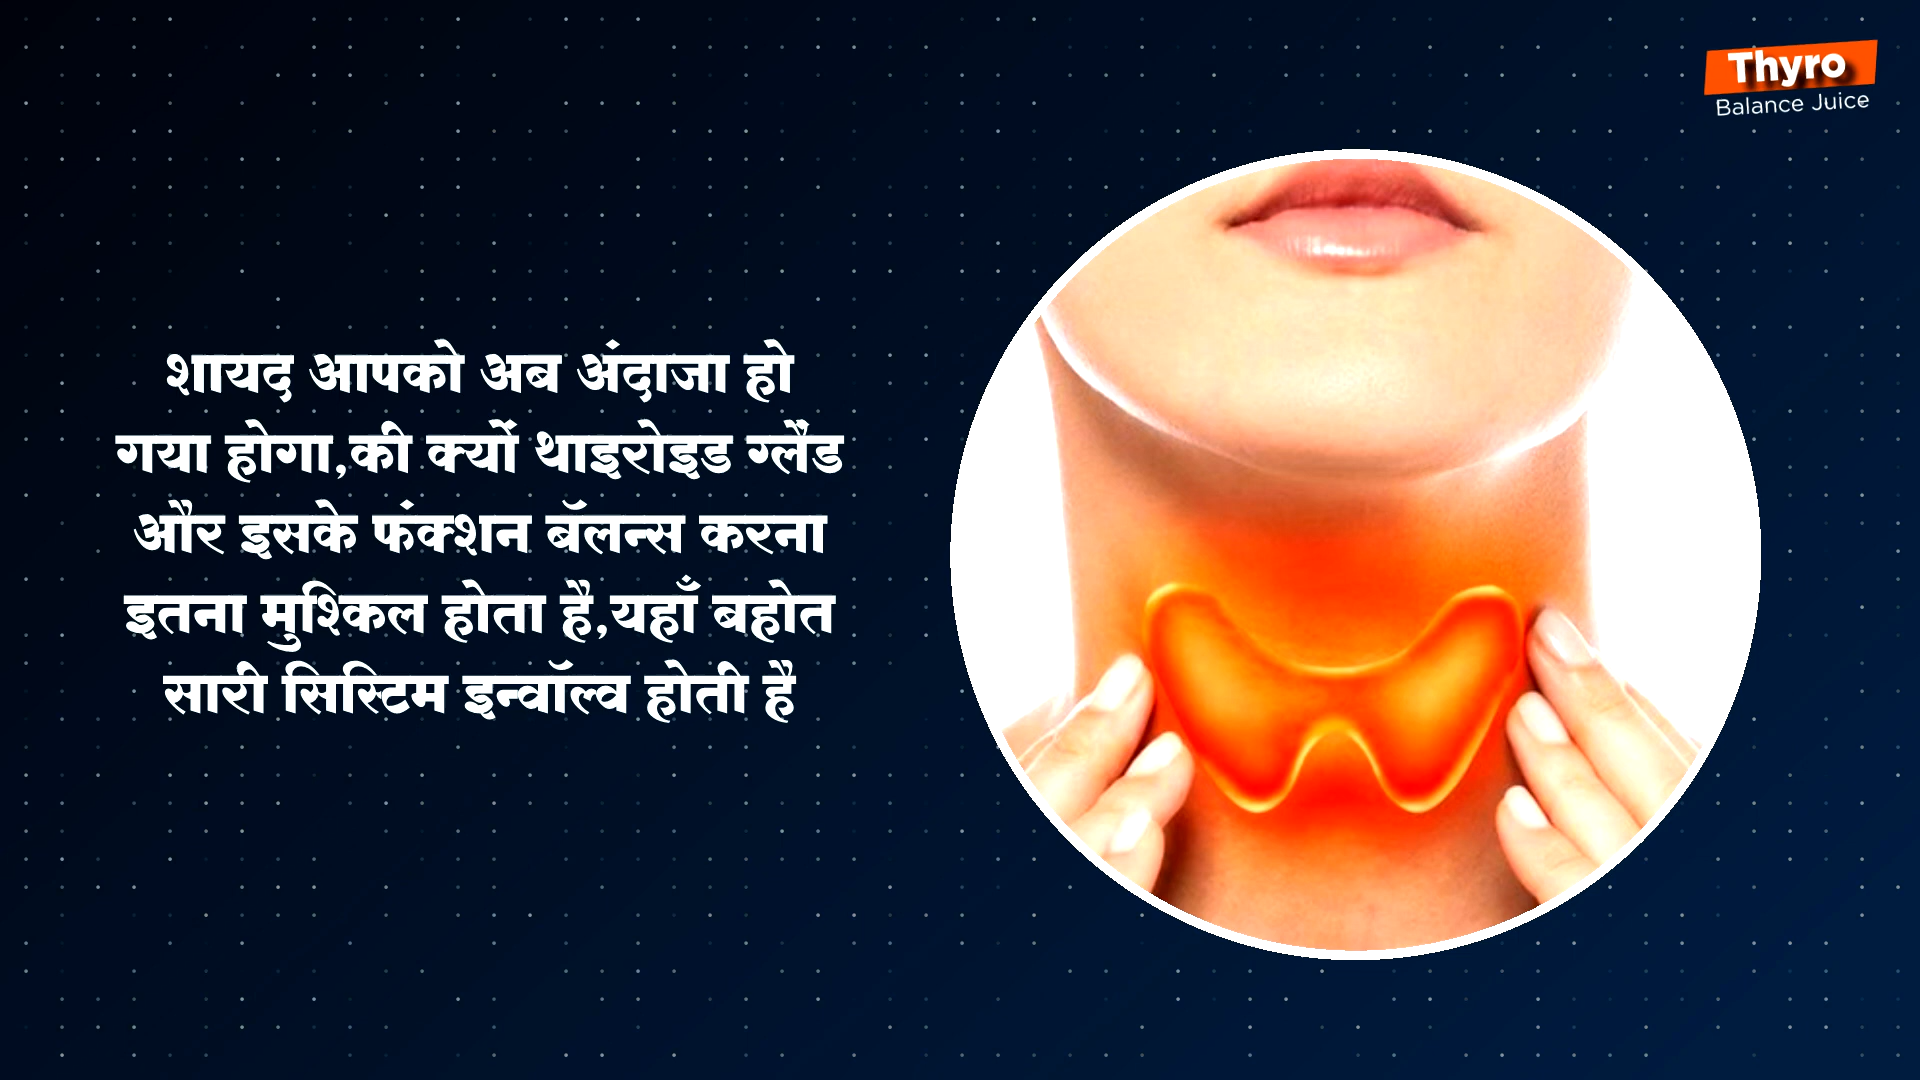 Thyro
Balance Juice
शायद आपको अब अंदाजा हो
गया होगा,की क्यों थाइरोइड ग्लैंड
और इसके फंक्शन बॅलन्स करना
इतना मुश्किल होता है,यहाँ बहोत
सारी सिस्टिम इन्वॉल्व होती है